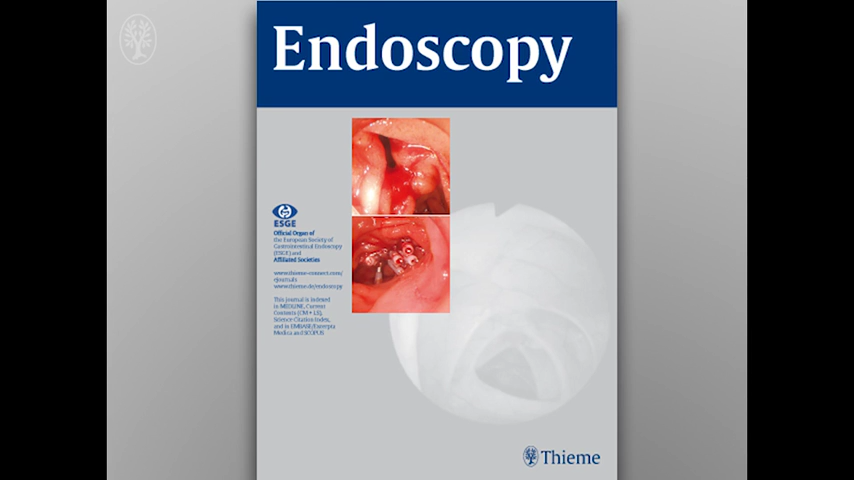 Endoscopy
ESGE
Official Organ of
the European Society of
Gastrointestinal Endoscopy
(ESGE) and
Affiliated Societies
www.thieme-connect.com/
ejournals
www.thieme.de/endoscopy
This journal is indexed
in MEDLINE, Current
Contents (CM + LS),
Science Citation Index,
and in EMBASE/Excerpta
Medica and SCOPUS
Thieme